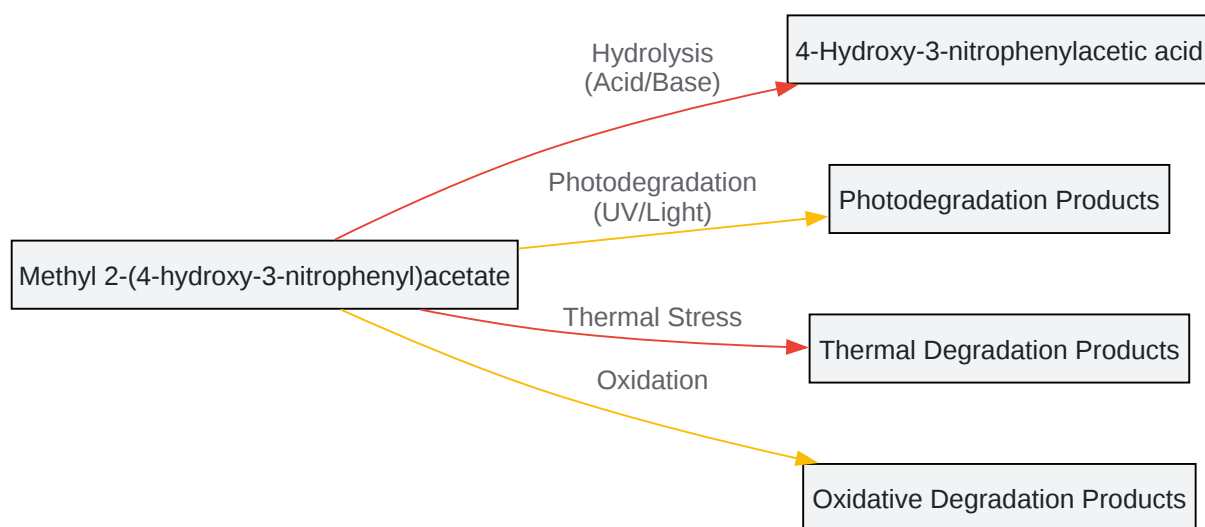 Hydrolysis
(Acid/Base)
4-Hydroxy-3-nitrophenylacetic acid
Photodegradation
(UV/Light)
Photodegradation Products
Methyl 2-(4-hydroxy-3-nitrophenyl)acetate
Thermal Stress
Thermal Degradation Products
Oxidation
Oxidative Degradation Products